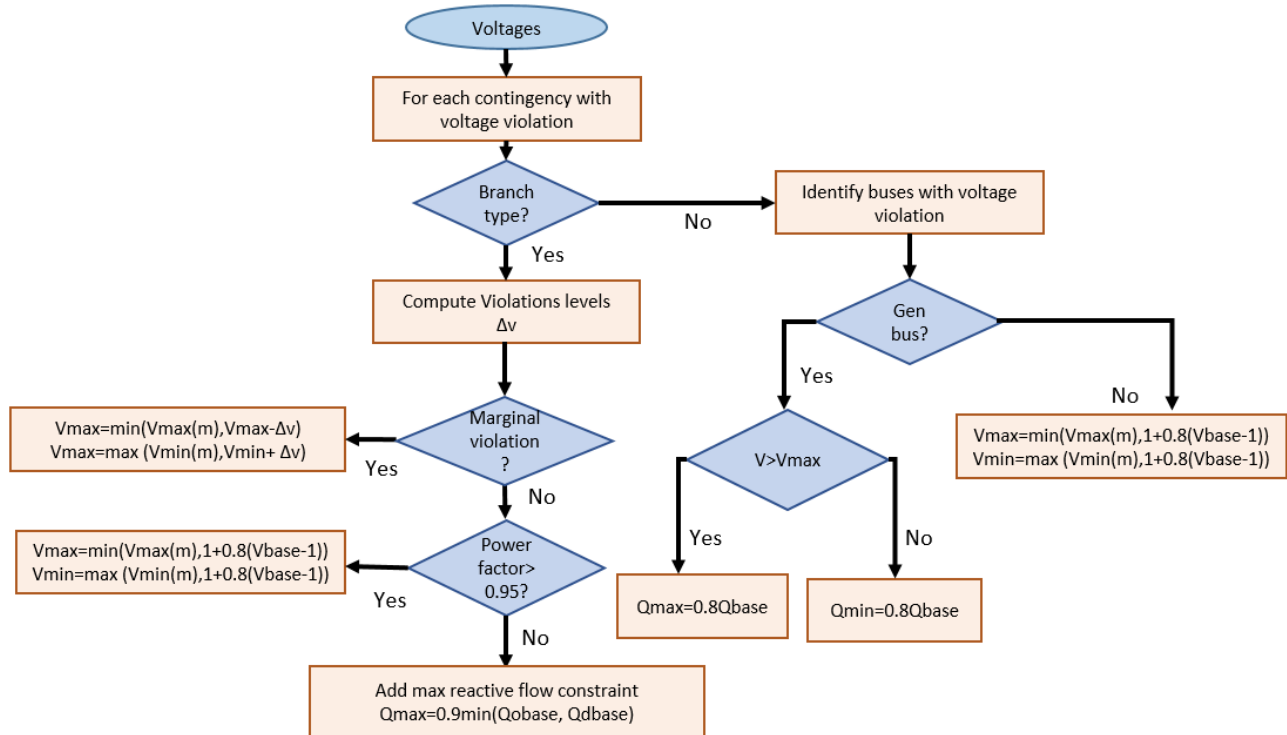 Voltages
For each contingency with
voltage violation
Branch
type?
No
Identify buses with voltage
violation
Yes
Compute Violations levels
Δv
Gen
bus?
Yes
No
Marginal
violation
?
Yes
No
Vmax=min(Vmax(m),Vmax-Δv)
Vmax=max (Vmin(m),Vmin+ Δv)
V>Vmax
Yes
No
Vmax=min(Vmax(m),1+0.8(Vbase-1))
Vmin=max (Vmin(m),1+0.8(Vbase-1))
Power
factor>
0.95?
Yes
No
Vmax=min(Vmax(m),1+0.8(Vbase-1))
Vmin=max (Vmin(m),1+0.8(Vbase-1))
Qmax=0.8Qbase
Qmin=0.8Qbase
Add max reactive flow constraint
Qmax=0.9min(Qobase, Qdbase)